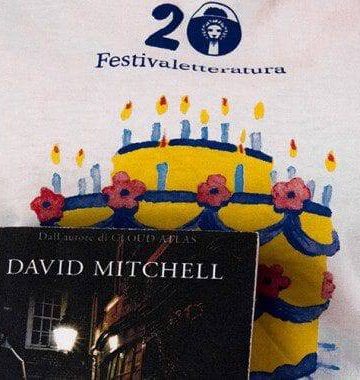 20
Festivaletteratura
Dall'autore di CLOUD ATLAS
DAVID MITCHELL